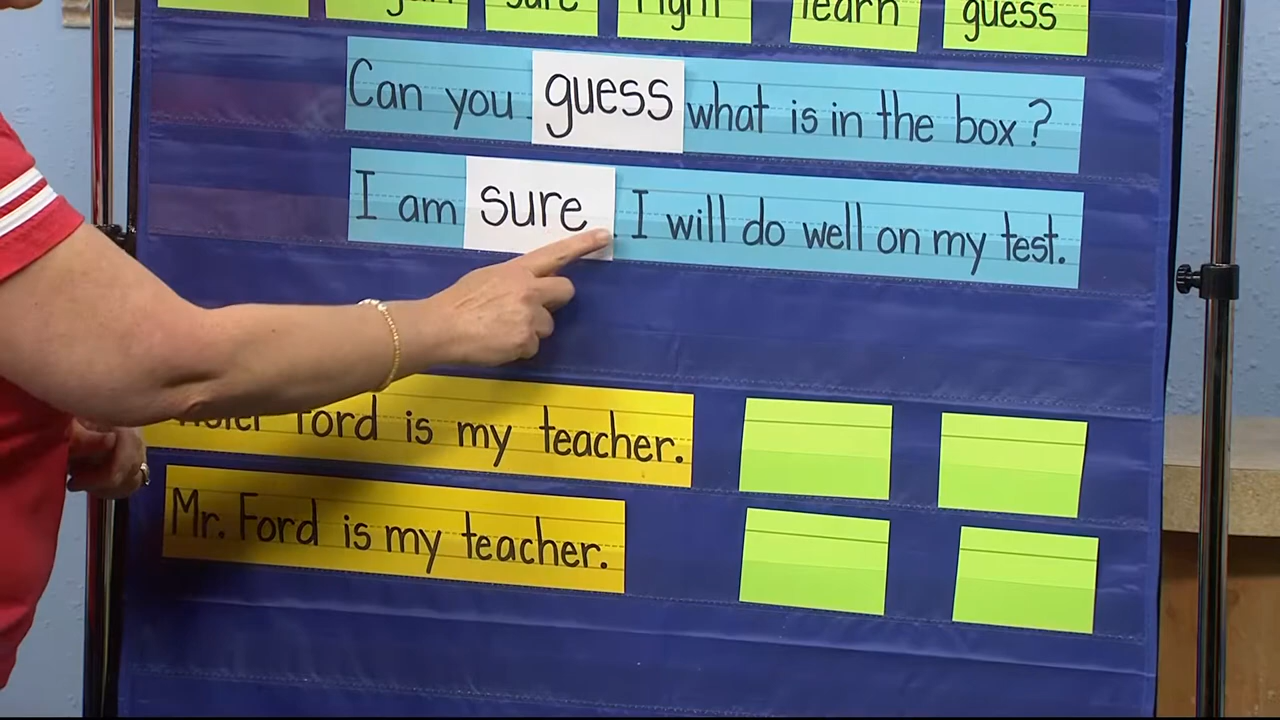 sure right learn guess
Can you guess what is in the box?
I am sure I will do well on my test.
Ford is my teacher.
Mr. Ford is my teacher.